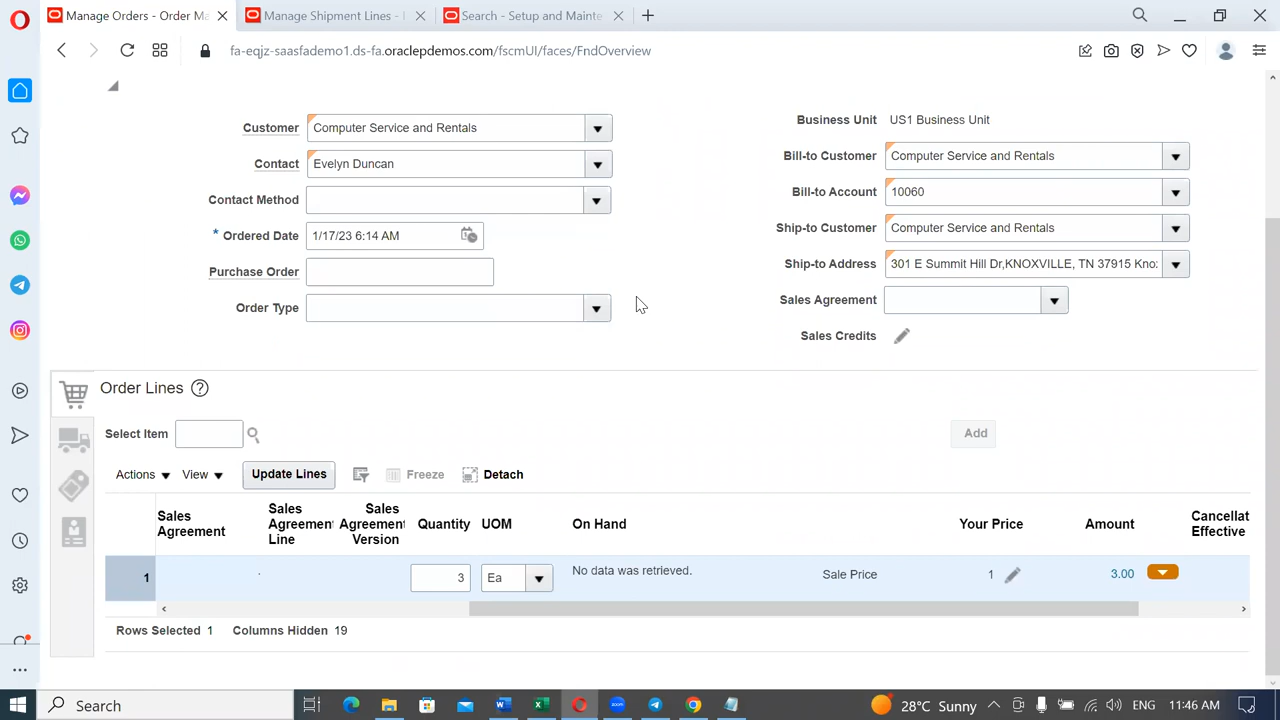 Manage Orders - Order Ma
Manage Shipment Lines -
Search - Setup and Mainte
fa-eqjz-saasfademo1.ds-fa.oraclepdemos.com/fscmUI/faces/FndOverview
Customer Computer Service and Rentals
Contact Evelyn Duncan
Contact Method
* Ordered Date 1/17/23 6:14 AM
Purchase Order
Order Type
Business Unit US1 Business Unit
Bill-to Customer Computer Service and Rentals
Bill-to Account 10060
Ship-to Customer Computer Service and Rentals
Ship-to Address 301 E Summit Hill Dr,KNOXVILLE, TN 37915 Kno:
Sales Agreement
Sales Credits
Order Lines
Select Item
Add
Actions View Update Lines Freeze Detach
Sales Agreement
Sales Agreement Line
Sales Agreement Version
Quantity UOM On Hand Your Price Amount
Cancellat Effective
1 3 Ea No data was retrieved. Sale Price 1 3.00
Rows Selected 1 Columns Hidden 19
Search
28°C Sunny ENG 11:46 AM